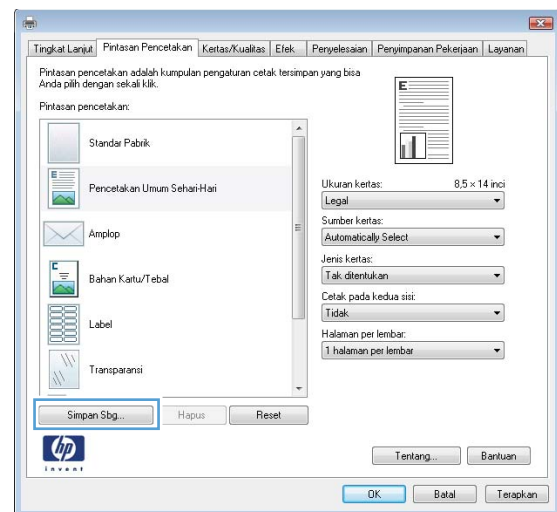 Tingkat Lanjut Pintasan Pencetakan Kertas/Kualitas Efek Penyelesaian Penyimpanan Pekerjaan Layanan
Pintasan pencetakan adalah kumpulan pengaturan cetak tersimpan yang bisa
Anda pilih dengan sekali klik.
Pintasan pencetakan:
Standar Pabrik
Pencetakan Umum Sehari-Hari
Amplop
Bahan Kartu/Tebal
Label
Transparansi
Simpan Sbg... Hapus Reset
E
Ukuran kertas: 8,5 × 14 inci
Legal
Sumber kertas:
Automatically Select
Jenis kertas:
Tak ditentukan
Cetak pada kedua sisi:
Tidak
Halaman per lembar:
1 halaman per lembar
hp
invent
Tentang... Bantuan
OK Batal Terapkan